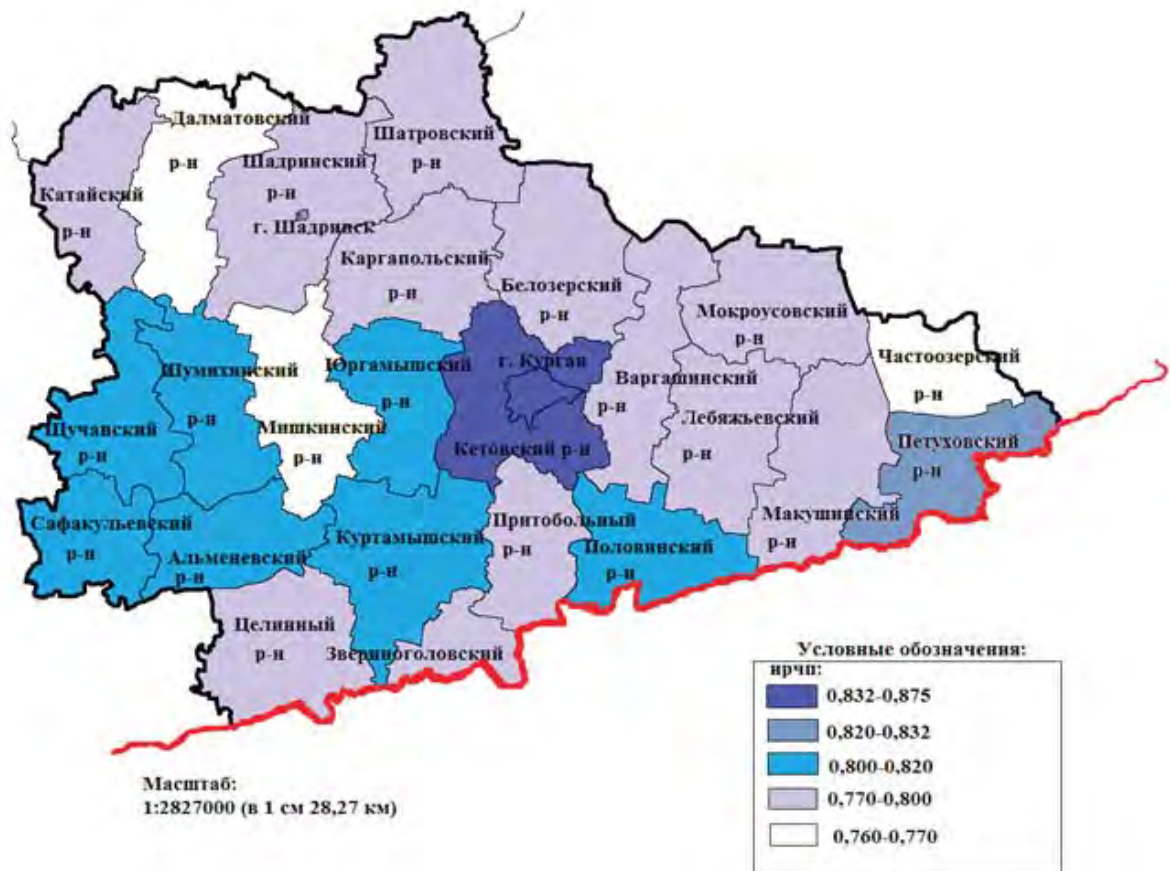 Далматовский
р-н
Шатровский
р-н
Шадринский
р-н
г. Шадринск
Катайский
р-н
Каргапольский
р-н
Белозерский
р-н
Мокроусовский
р-н
Частоозерский
р-н
Шумихинский
р-н
Юргамышский
р-н
г. Курган
Варгашинский
р-н
Лебяжьевский
р-н
Щучанский
р-н
Мишкинский
р-н
Кетовский р-н
Петуховский
р-н
Сафакульевский
р-н
Альменевский
р-н
Куртамышский
р-н
Притобольный
р-н
Половинский
р-н
Макушинский
р-н
Целинный
р-н
Звериноголовский
Условные обозначения:
ирчп:
0,832-0,875
0,820-0,832
0,800-0,820
0,770-0,800
0,760-0,770
Масштаб:
1:2827000 (в 1 см 28,27 км)